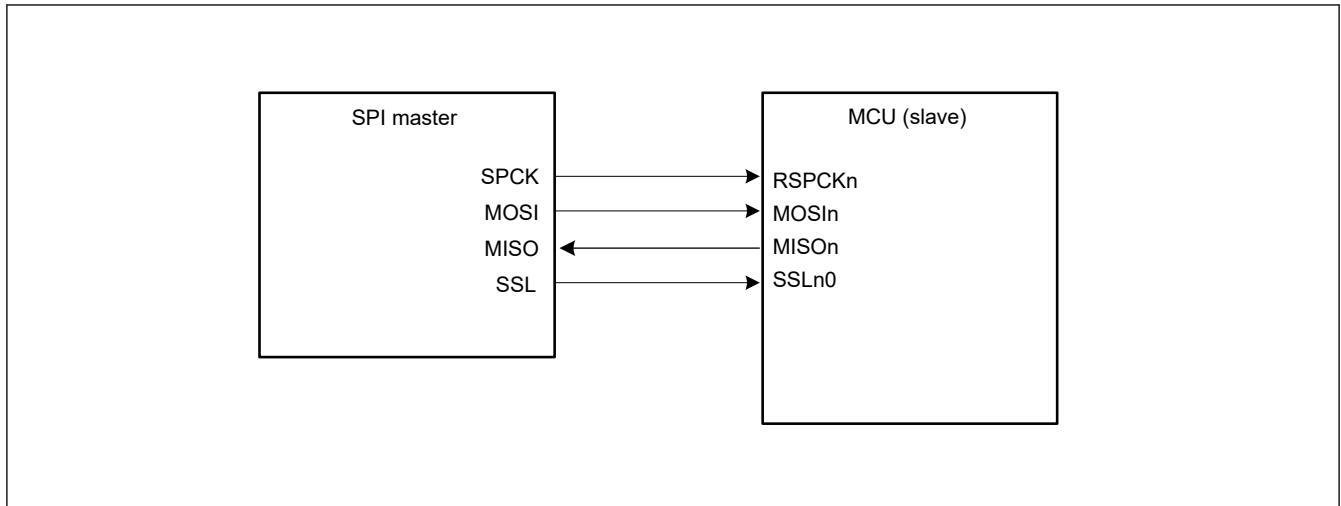 SPI master
SPCK
MOSI
MISO
SSL
MCU (slave)
RSPCKn
MOSIn
MISOn
SSLn0